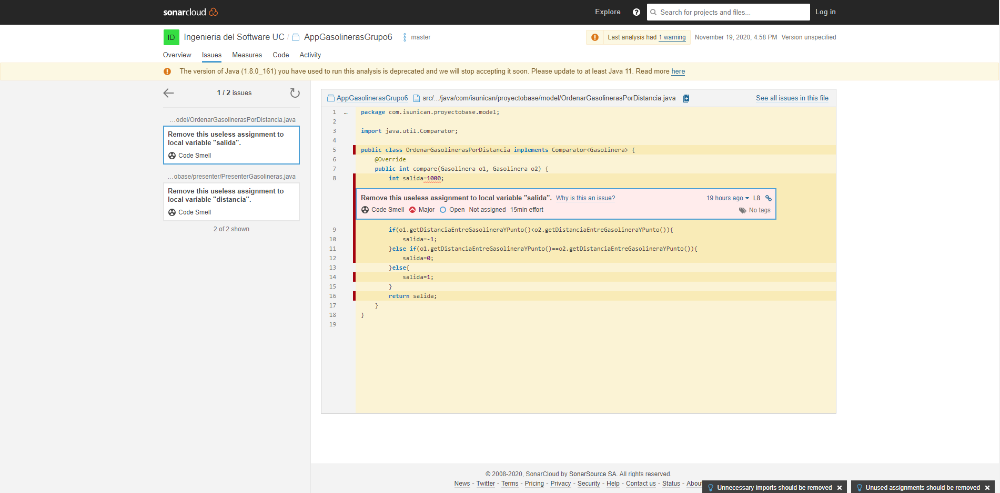 sonarcloud
Explore
Search for projects and files...
Log in
ID Ingenieria del Software UC / AppGasolinerasGrupo6 master
Last analysis had 1 warning November 19, 2020, 4:58 PM Version unspecified
Overview Issues Measures Code Activity
The version of Java (1.8.0_161) you have used to run this analysis is deprecated and we will stop accepting it soon. Please update to at least Java 11. Read more here
1 / 2 issues
...odel/OrdenarGasolinerasPorDistancia.java
Remove this useless assignment to
local variable "salida".
Code Smell
...obase/presenter/PresenterGasolineras.java
Remove this useless assignment to
local variable "distancia".
Code Smell
2 of 2 shown
AppGasolinerasGrupo6 src/.../java/com/isunican/proyectobase/model/OrdenarGasolinerasPorDistancia.java See all issues in this file
1 ... package com.isunican.proyectobase.model;
2
3 import java.util.Comparator;
4
5 public class OrdenarGasolinerasPorDistancia implements Comparator<Gasolinera> {
6 @Override
7 public int compare(Gasolinera o1, Gasolinera o2) {
8 int salida=1000;
Remove this useless assignment to local variable "salida". Why is this an issue? 19 hours ago L8
Code Smell Major Open Not assigned 15min effort No tags
9 if(o1.getDistanciaEntreGasolineraYPunto()<o2.getDistanciaEntreGasolineraYPunto()){
10 salida=-1;
11 }else if(o1.getDistanciaEntreGasolineraYPunto()==o2.getDistanciaEntreGasolineraYPunto()){
12 salida=0;
13 }else{
14 salida=1;
15 }
16 return salida;
17 }
18 }
19
© 2008-2020, SonarCloud by SonarSource SA. All rights reserved.
News - Twitter - Terms - Pricing - Privacy - Security - Help - Contact us - Status - About
Unnecessary imports should be removed ×
Unused assignments should be removed ×